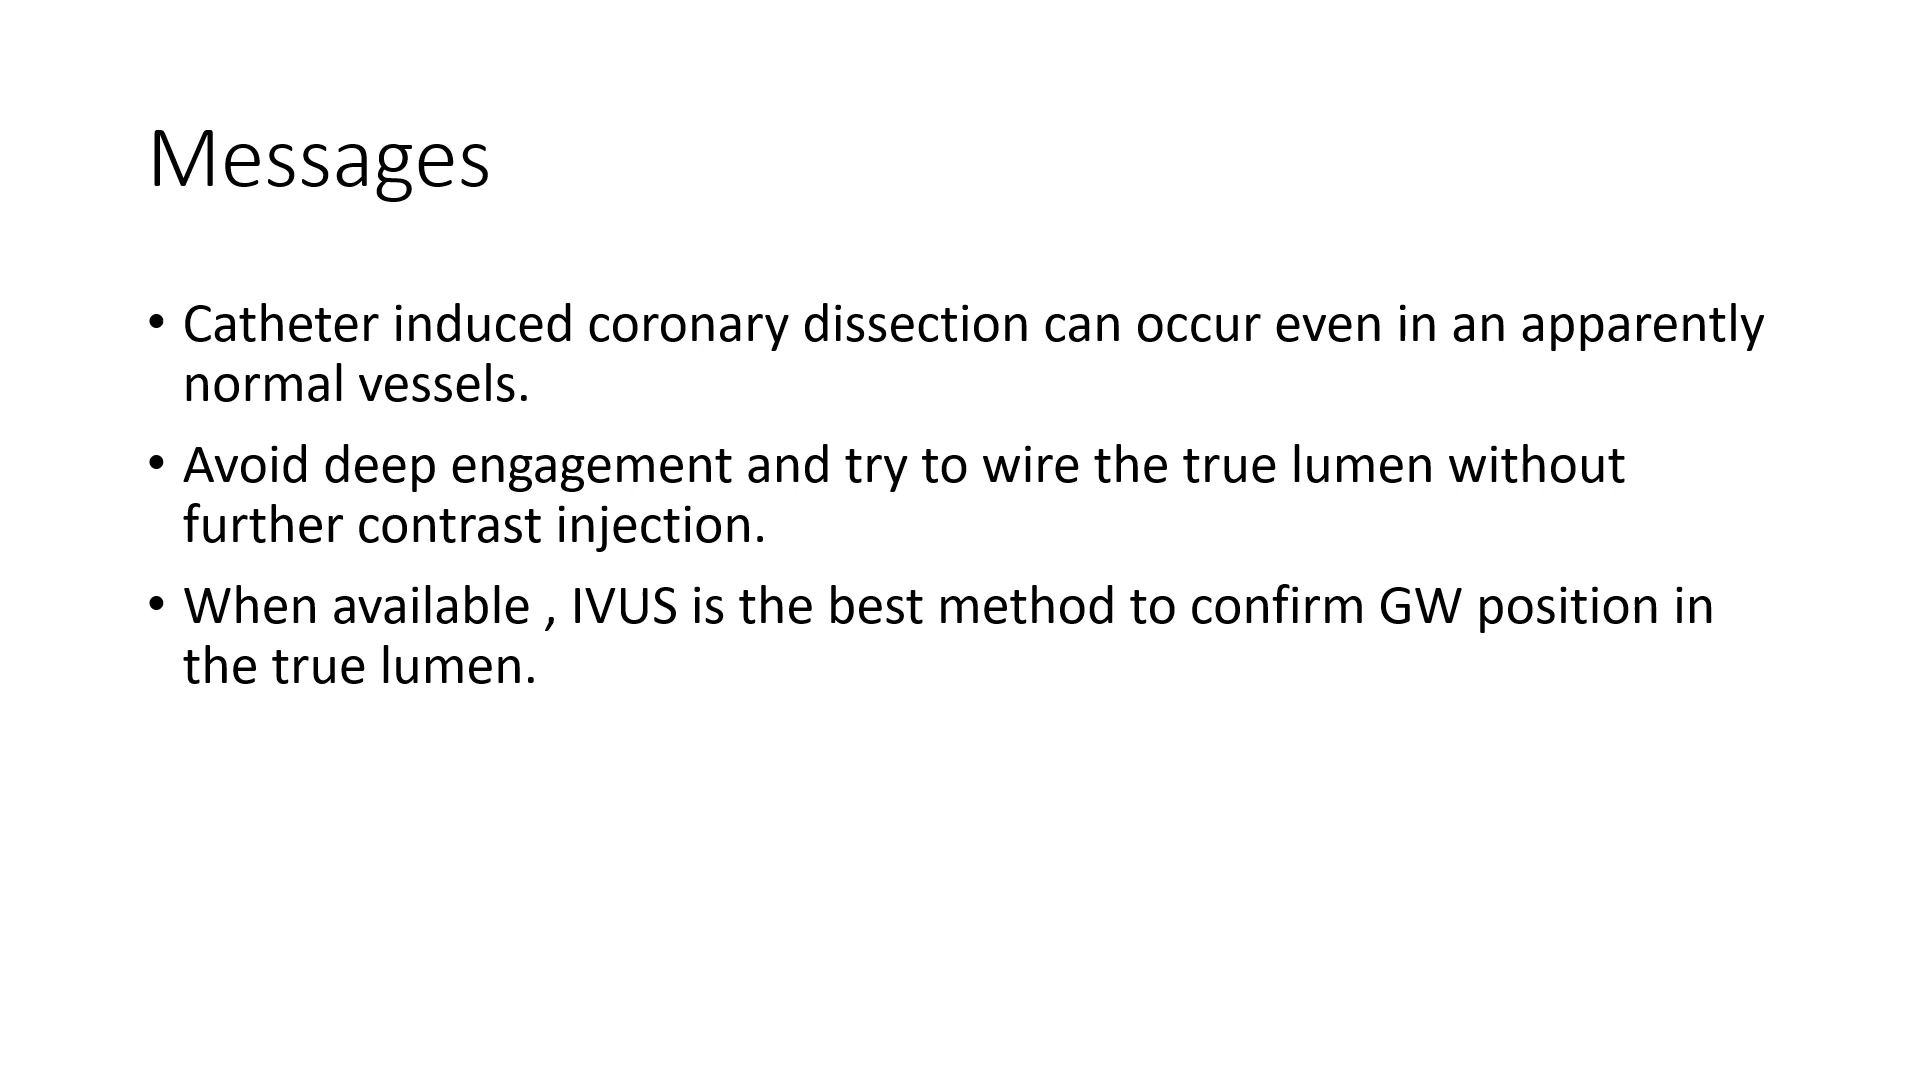 Messages
• Catheter induced coronary dissection can occur even in an apparently
normal vessels.
• Avoid deep engagement and try to wire the true lumen without
further contrast injection.
• When available , IVUS is the best method to confirm GW position in
the true lumen.